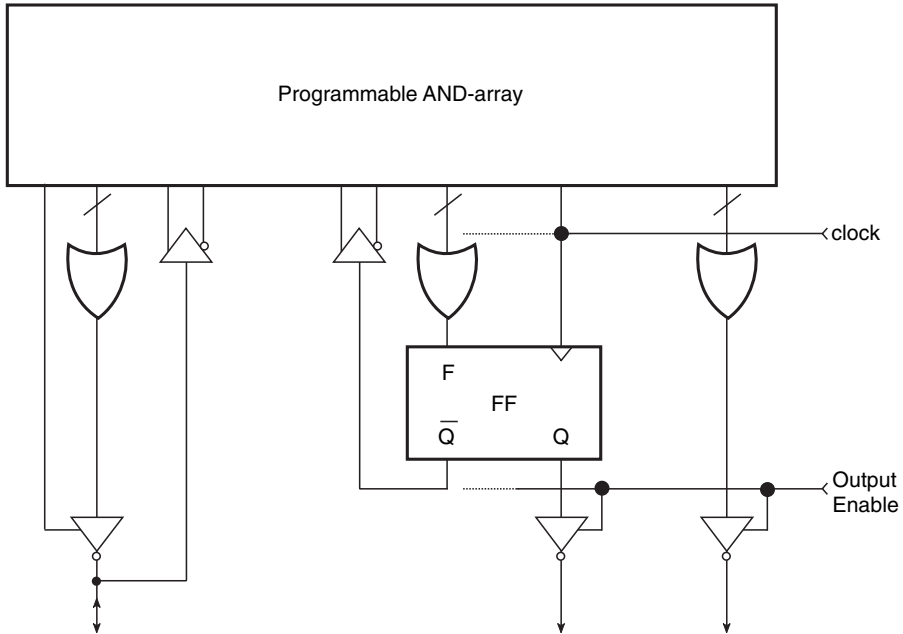 Programmable AND-array
clock
F
FF
Q̅ Q
Output
Enable